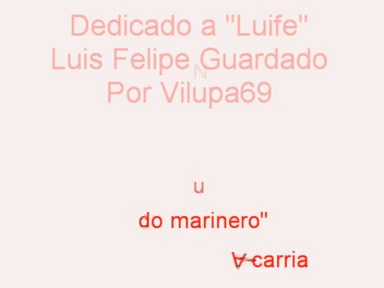 Dedicado a "Luife"
Luis Felipe Guardado
Por Vilupa69
N
u
do marinero"
carria